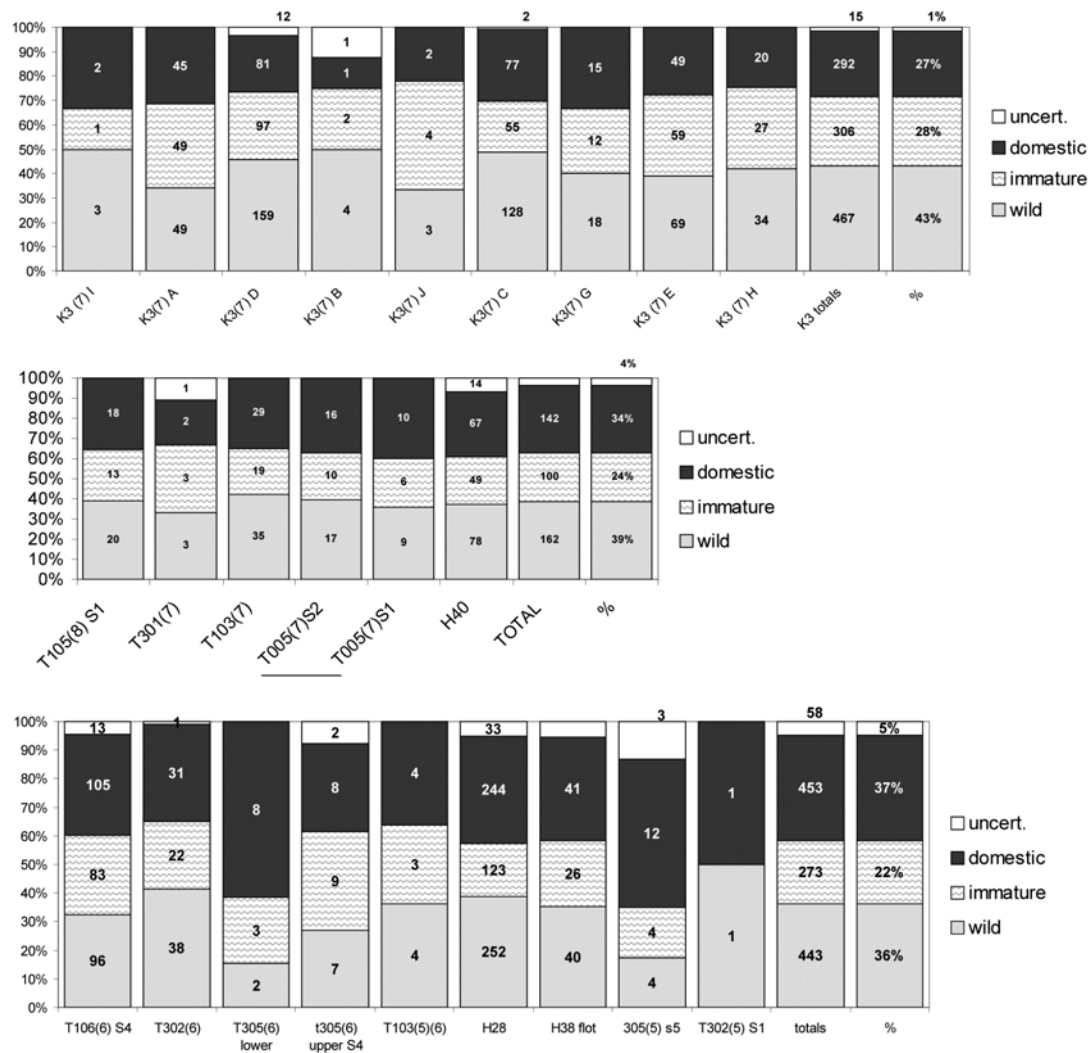 12 2 15 1%
100% 1
90% 2 45 81 2 77 15 49 20 292 27%
80% 1
70% 1 49 97 2 4 55 12 59 27 306 28%
60%
50%
40%
30% 3 49 159 4 3 128 18 69 34 467 43%
20%
10%
0%
K3 (7) I K3(7) A K3(7) D K3(7) B K3(7) J K3(7) C K3(7) G K3 (7) E K3 (7) H K3 totals %
uncert.
domestic
immature
wild
4%
100% 1 14
90%
80% 18 2 29 16 10 67 142 34%
70%
60%
50% 13 3 19 10 6 49 100 24%
40%
30%
20% 20 3 35 17 9 78 162 39%
10%
0%
T105(8) S1 T301(7) T103(7) T005(7)S2 T005(7)S1 H40 TOTAL %
uncert.
domestic
immature
wild
3 58
100% 13 1 2 33 5%
90%
80% 105 31 8 8 4 244 41 12 1 453 37%
70%
60%
50% 83 22 3 9 3 123 26 4 273 22%
40%
30%
20% 96 38 2 7 4 252 40 4 1 443 36%
10%
0%
T106(6) S4 T302(6) T305(6) t305(6) T103(5)(6) H28 H38 flot 305(5) s5 T302(5) S1 totals %
lower upper S4
uncert.
domestic
immature
wild